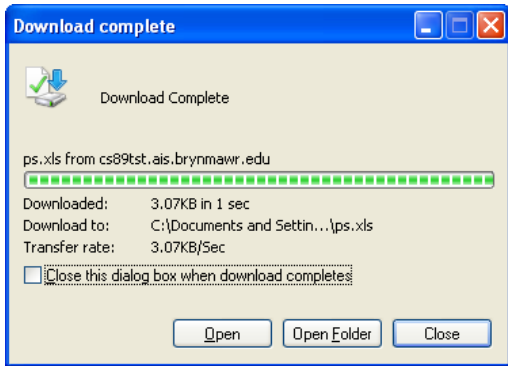 Download complete
Download Complete
ps.xls from cs89tst.ais.brynmawr.edu
Downloaded: 3.07KB in 1 sec
Download to: C:\Documents and Settin...\ps.xls
Transfer rate: 3.07KB/Sec
Close this dialog box when download completes
Open Open Folder Close